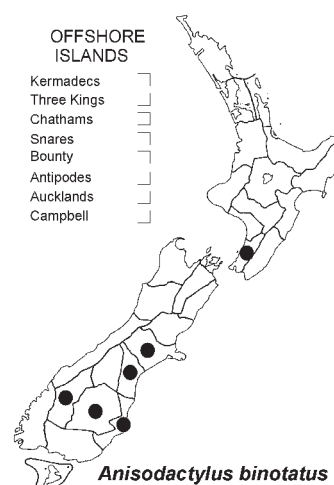 OFFSHORE
ISLANDS
Kermadecs
Three Kings
Chathams
Snares
Bounty
Antipodes
Aucklands
Campbell
Anisodactylus binotatus